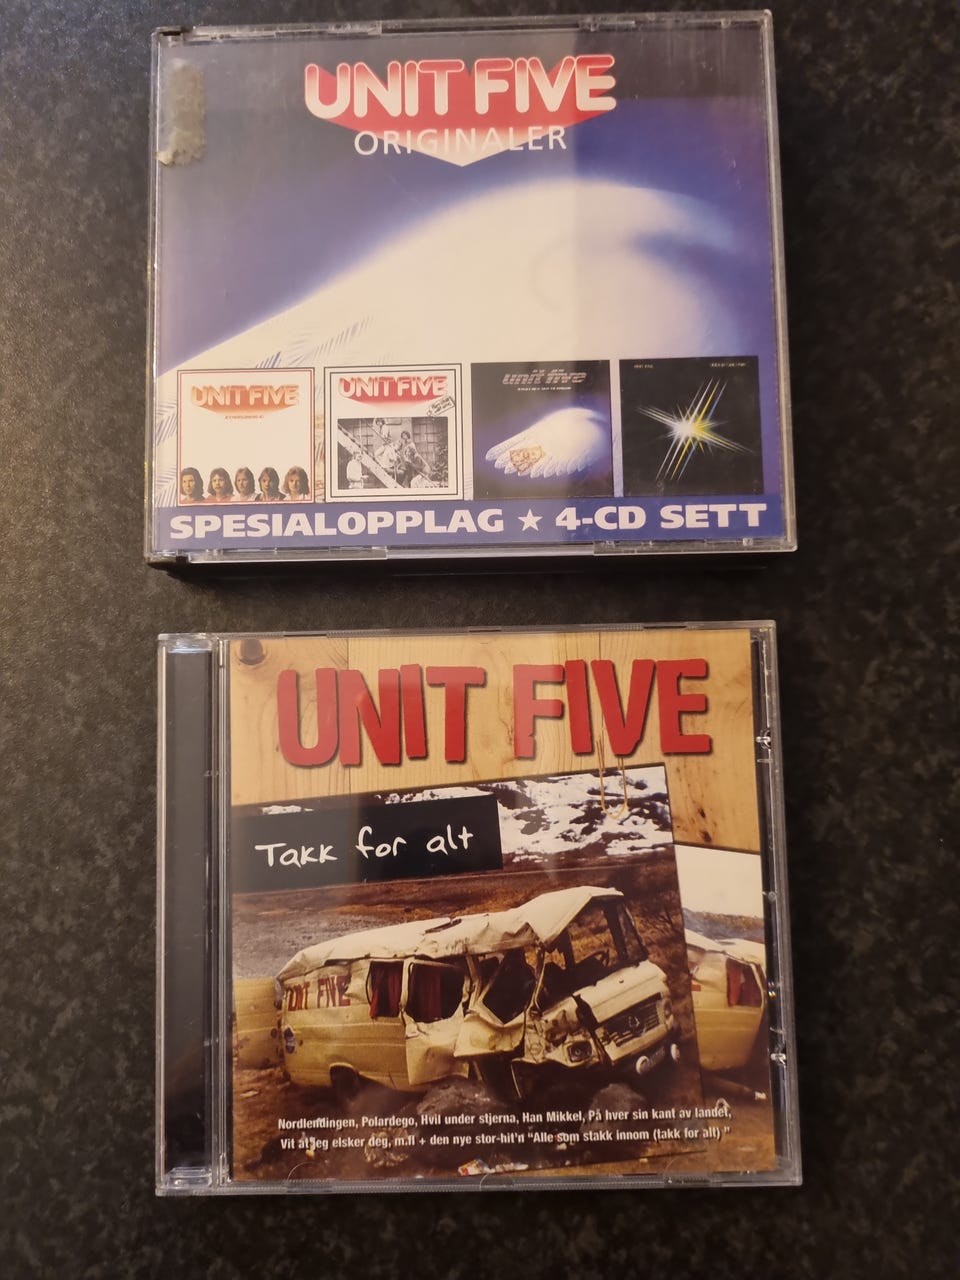 UNIT FIVE
ORIGINALER
UNIT FIVE
UNIT FIVE
unit five
UNIT FIVE
SPESIALOPPLAG ★ 4-CD SETT
UNIT FIVE
Takk for alt
UNIT FIVE
Nordlendingen, Polardego, Hvil under stjerna, Han Mikkel, På hver sin kant av landet,
Vit at jeg elsker deg, m.fl + den nye stor-hit'n "Alle som stakk innom (takk for alt) "